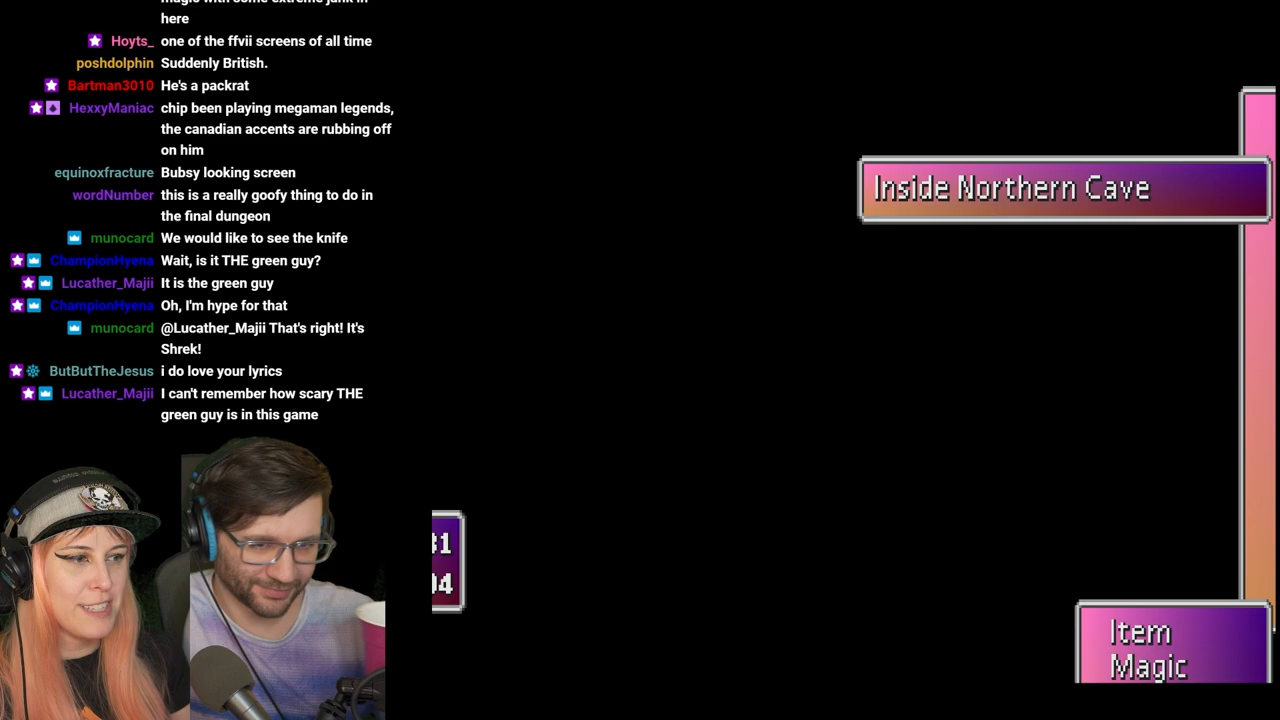 here
Hoyts_ one of the ffvii screens of all time
poshdolphin Suddenly British.
Bartman3010 He's a packrat
HexxyManiac chip been playing megaman legends,
the canadian accents are rubbing off
on him
equinoxfracture Bubsy looking screen
wordNumber this is a really goofy thing to do in
the final dungeon
munocard We would like to see the knife
ChampionHyena Wait, is it THE green guy?
Lucather_Majii It is the green guy
ChampionHyena Oh, I'm hype for that
munocard @Lucather_Majii That's right! It's
Shrek!
ButButTheJesus i do love your lyrics
Lucather_Majii I can't remember how scary THE
green guy is in this game
Inside Northern Cave
31
04
Item
Magic